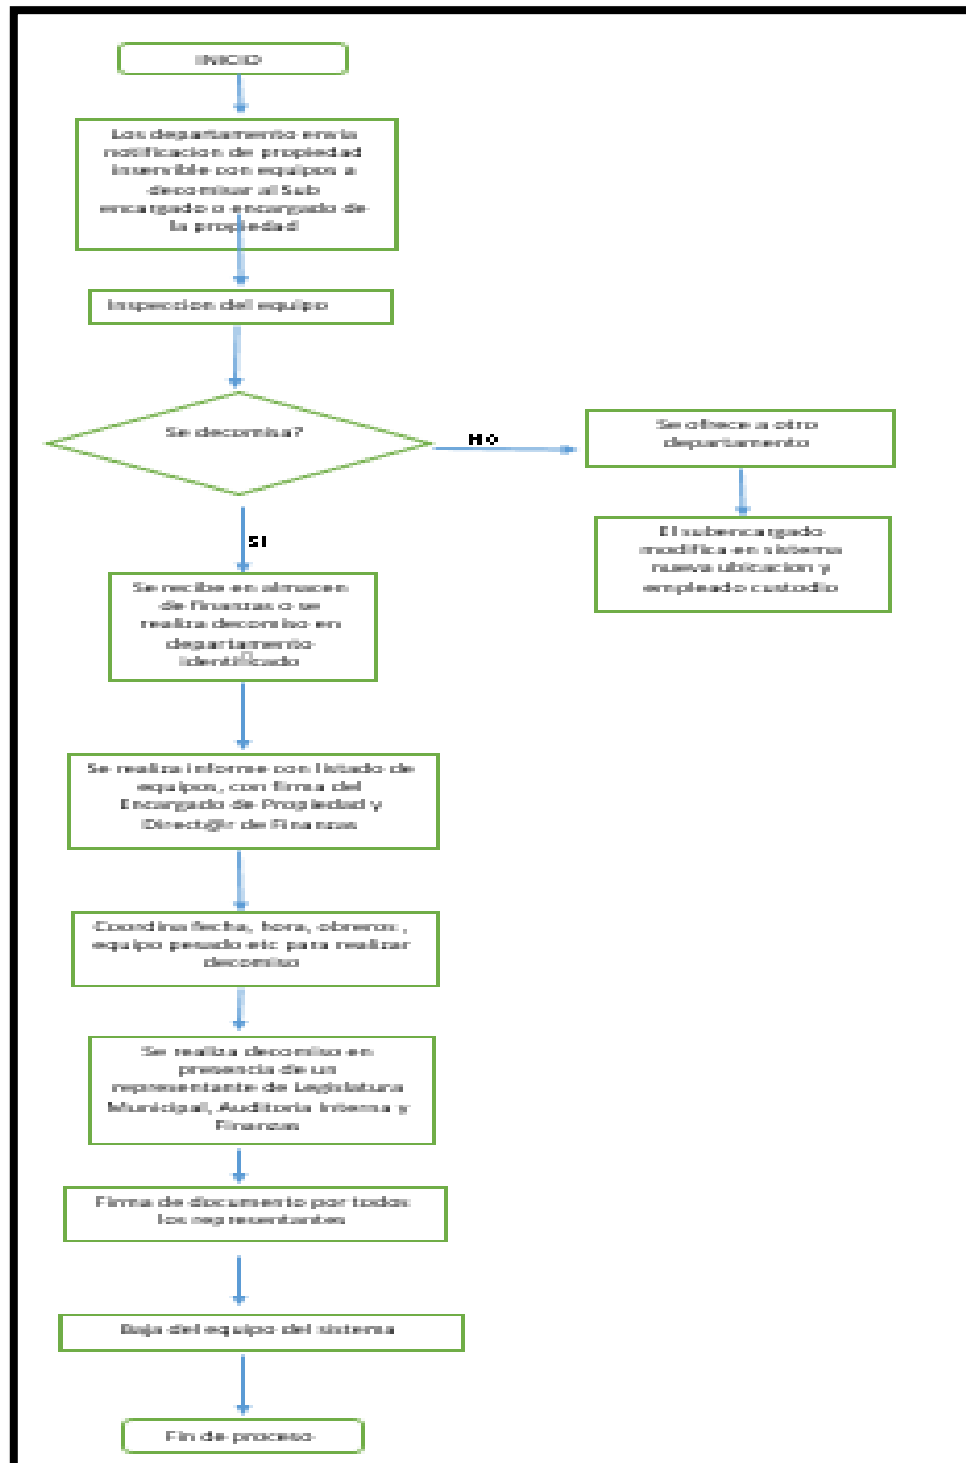 INICIO
Los departamento envia
notificacion de propiedad
inservible con equipos a
decomisar al Sub
encargado o encargado de
la propiedad
Inspeccion del equipo
Se decomisa?
NO
Se ofrece a otro
departamento
El subencargado
modifica en sistema
nueva ubicacion y
empleado custodio
SI
Se recibe en almacen
de finanzas o se
realiza decomiso en
departamento
identificado
Se realiza informe con listado de
equipos, con firma del
Encargado de Propiedad y
Direct@r de Finanzas
Coordina fecha, hora, obreros,
equipo pesado etc para realizar
decomiso
Se realiza decomiso en
presencia de un
representante de Legislatura
Municipal, Auditoria Interna y
Finanzas
Firma de documento por todos
los representantes
Baja del equipo del sistema
Fin de proceso